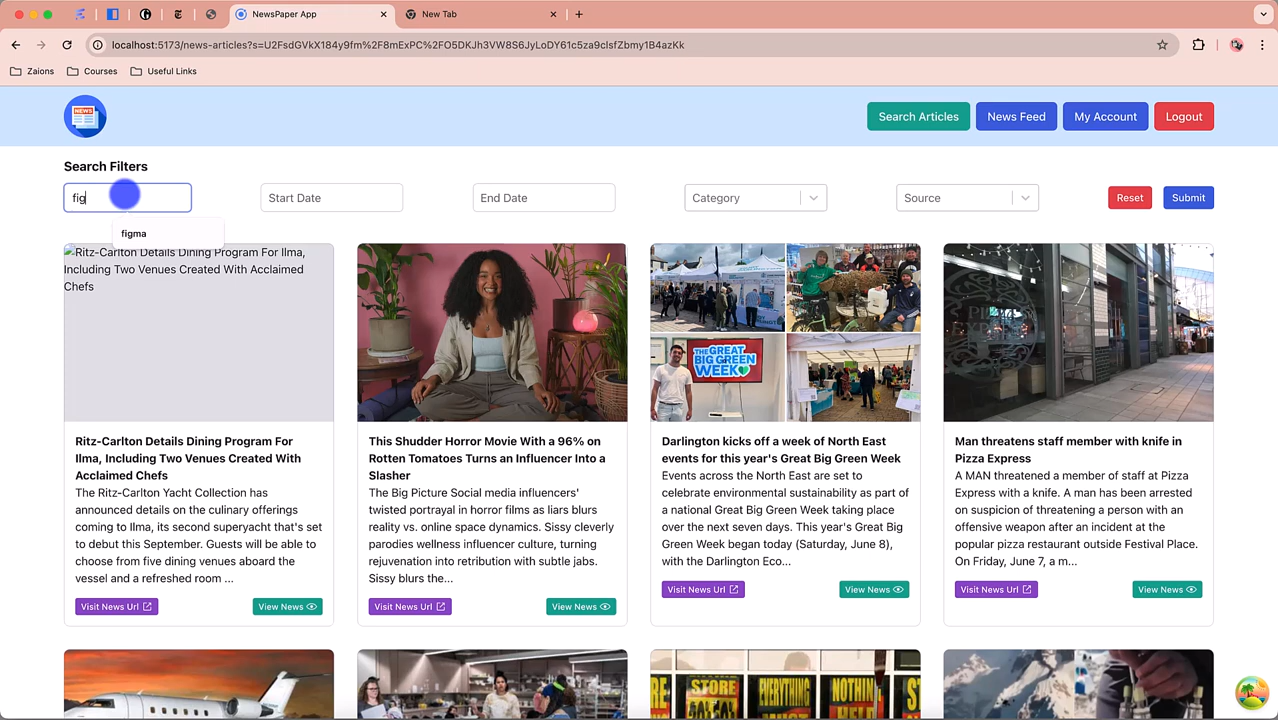 NewsPaper App
New Tab
localhost:5173/news-articles?s=U2FsdGVkX184y9fm%2F8mExPC%2FO5DKJh3VW8S6JyLoDY61c5za9clsfZbmy1B4azKk
Zaions
Courses
Useful Links
NEWS
Search Articles
News Feed
My Account
Logout
Search Filters
fig
Start Date
End Date
Category
Source
Reset
Submit
figma
Ritz-Carlton Details Dining Program For Ilma,
Including Two Venues Created With Acclaimed
Chefs
THE GREAT
BIG GREEN
WEEK
PIZZA
EXPRESS
Ritz-Carlton Details Dining Program For
Ilma, Including Two Venues Created With
Acclaimed Chefs
The Ritz-Carlton Yacht Collection has
announced details on the culinary offerings
coming to Ilma, its second superyacht that's set
to debut this September. Guests will be able to
choose from five dining venues aboard the
vessel and a refreshed room ...
Visit News Url
View News
This Shudder Horror Movie With a 96% on
Rotten Tomatoes Turns an Influencer Into a
Slasher
The Big Picture Social media influencers'
twisted portrayal in horror films as liars blurs
reality vs. online space dynamics. Sissy cleverly
parodies wellness influencer culture, turning
rejuvenation into retribution with subtle jabs.
Sissy blurs the...
Visit News Url
View News
Darlington kicks off a week of North East
events for this year's Great Big Green Week
Events across the North East are set to
celebrate environmental sustainability as part of
a national Great Big Green Week taking place
over the next seven days. This year's Great Big
Green Week began today (Saturday, June 8),
with the Darlington Eco...
Visit News Url
View News
Man threatens staff member with knife in
Pizza Express
A MAN threatened a member of staff at Pizza
Express with a knife. A man has been arrested
on suspicion of threatening a person with an
offensive weapon after an incident at the
popular pizza restaurant outside Festival Place.
On Friday, June 7, a m...
Visit News Url
View News
STORE
EVERYTHING
NOTHING